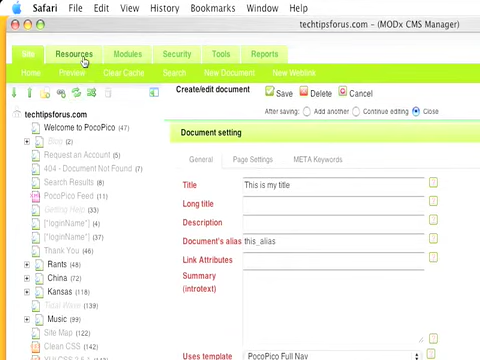 Safari File Edit View History Bookmarks Window Help
techtipsforus.com – (MODx CMS Manager)
Site Resources Modules Security Tools Reports
Home Preview Clear Cache Search New Document New Weblink
Create/edit document
Save Delete Cancel
After saving: Add another Continue editing Close
techtipsforus.com
Welcome to PocoPico (47)
Blog (2)
Request an Account (5)
404 - Document Not Found (7)
Search Results (8)
PocoPico Feed (11)
Getting Help (33)
["loginName"] (4)
["loginName"] (37)
Thank You (46)
Rants (48)
China (72)
Kansas (118)
Tidal Wave (139)
Music (99)
Site Map (122)
Clean CSS (144)
Document setting
General Page Settings META Keywords
Title This is my title
Long title
Description
Document's alias this_alias
Link Attributes
Summary
(introtext)
Uses template PocoPico Full Nav